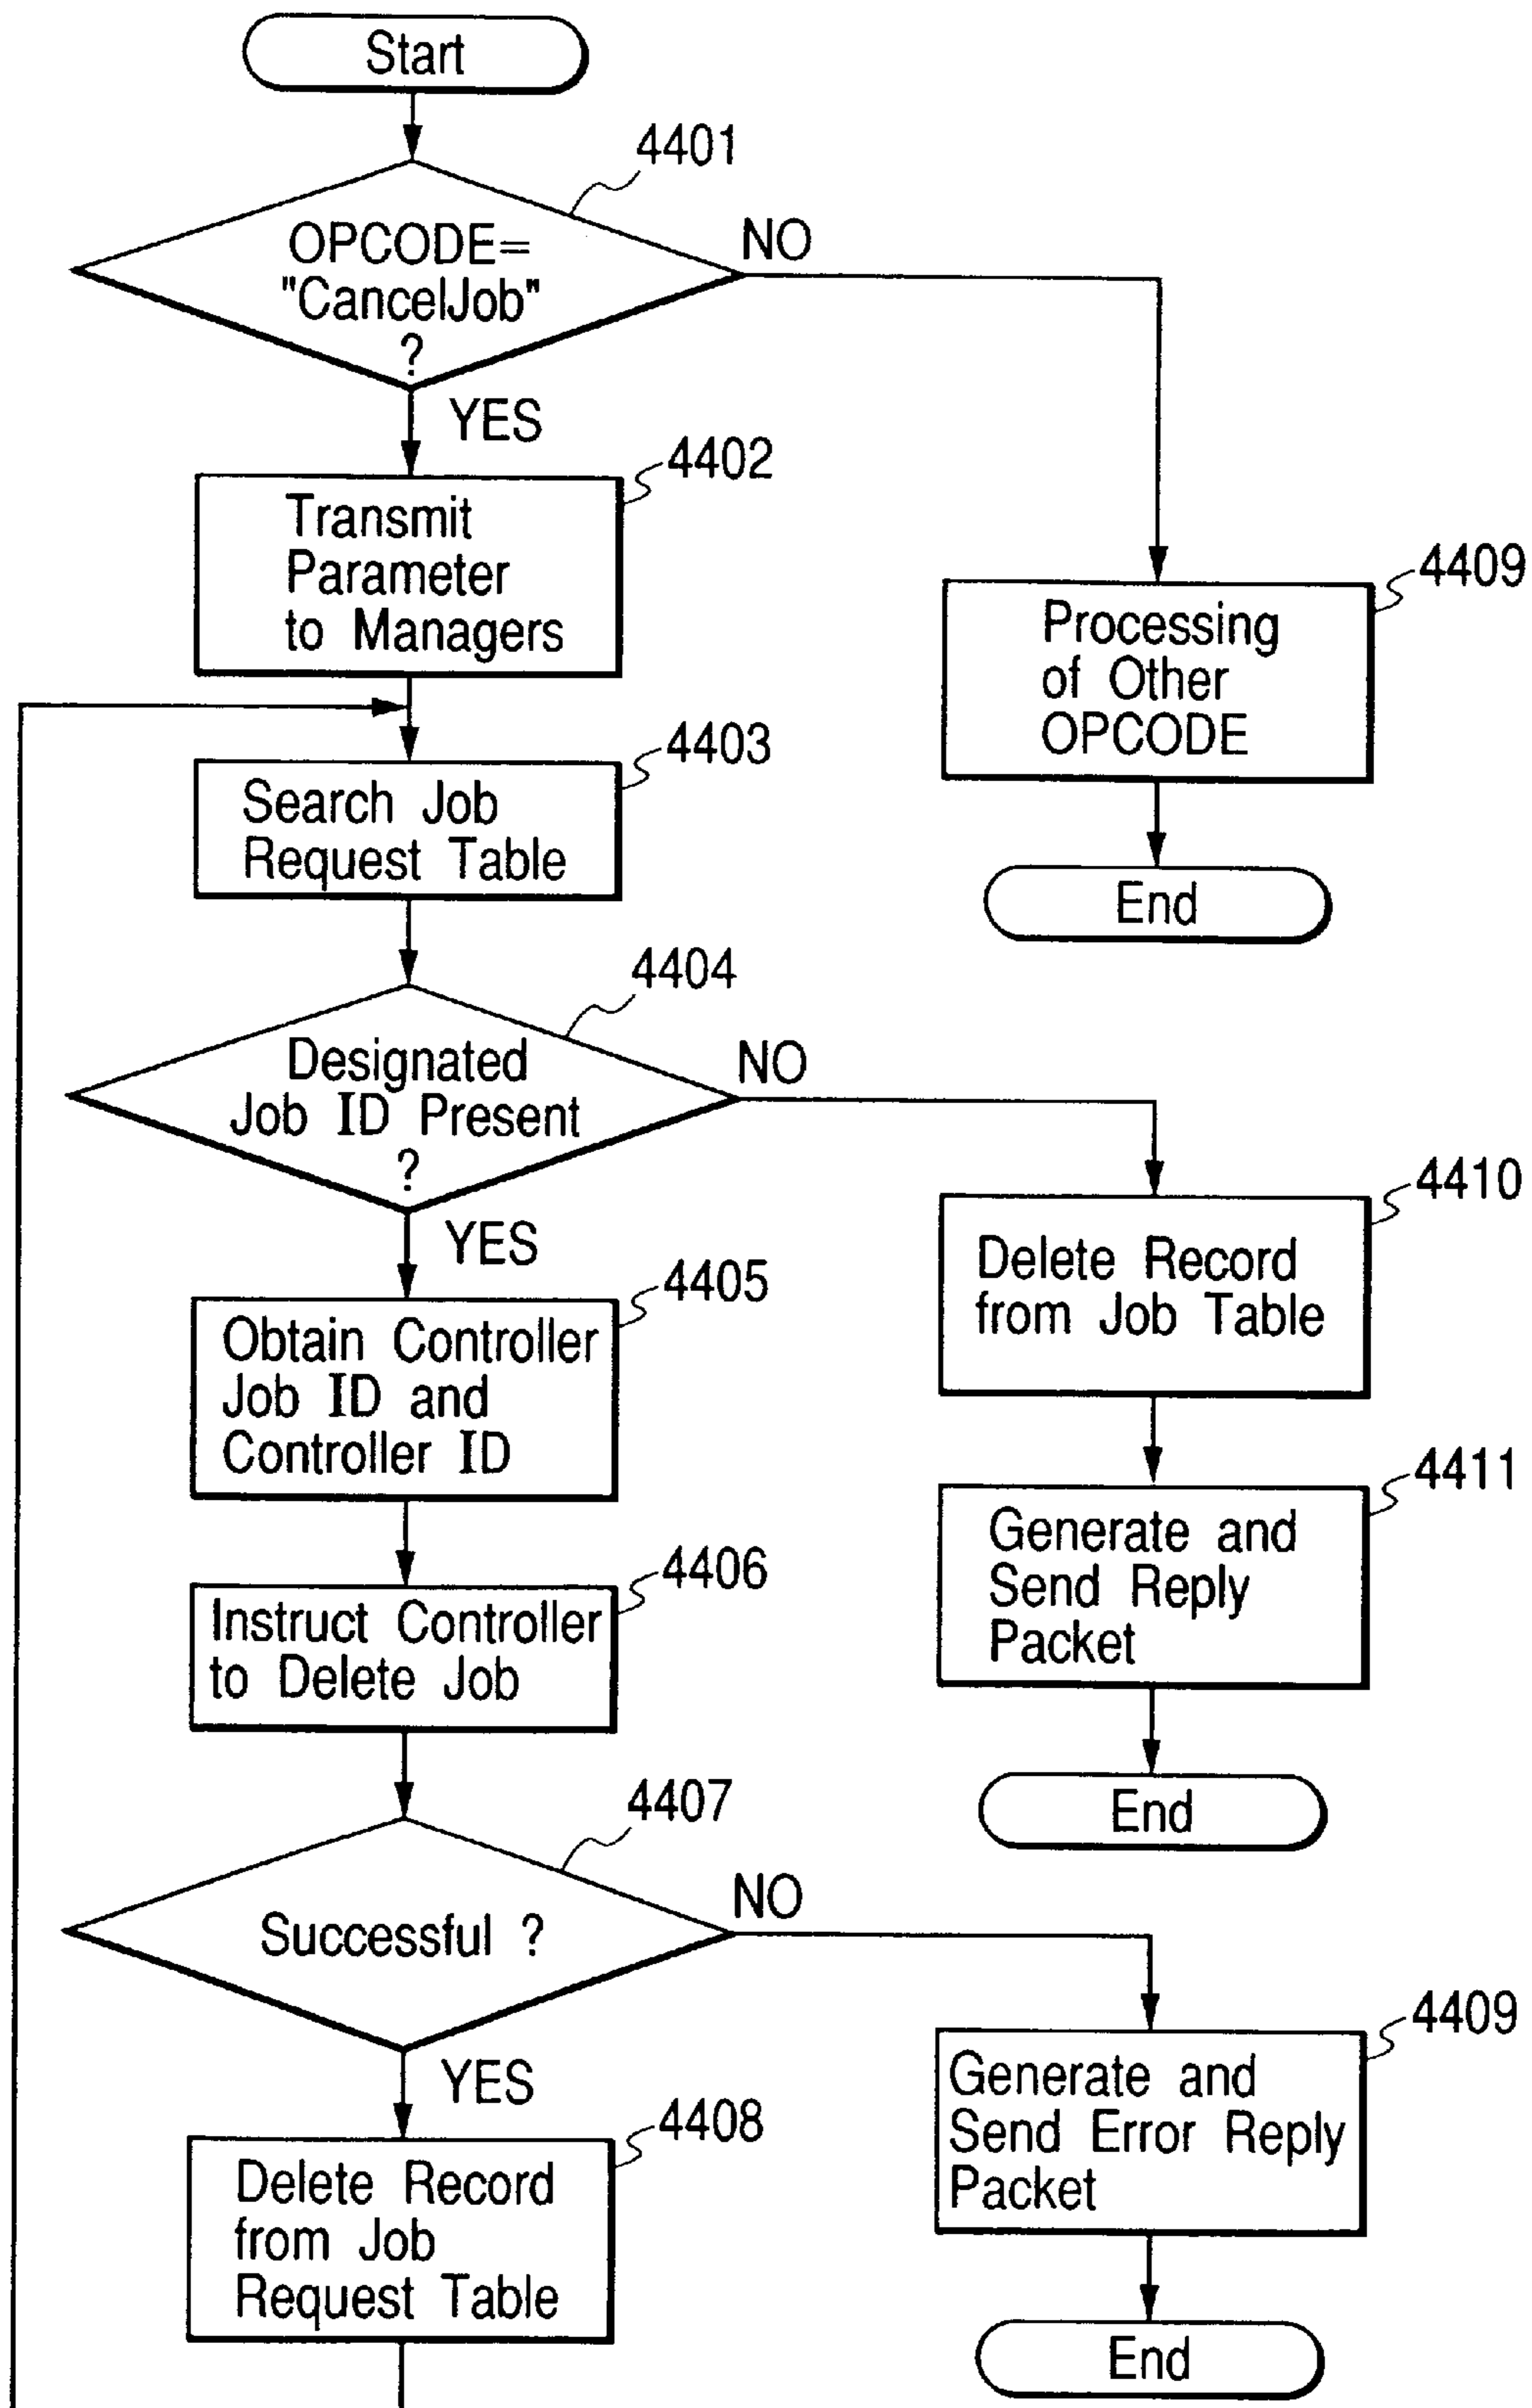 Start
4401
OPCODE=
"CancelJob"
?
NO
YES
4402
Transmit
Parameter
to Managers
4409
Processing
of Other
OPCODE
End
4403
Search Job
Request Table
4404
Designated
Job ID Present
?
NO
YES
4410
Delete Record
from Job Table
4405
Obtain Controller
Job ID and
Controller ID
4411
Generate and
Send Reply
Packet
End
4406
Instruct Controller
to Delete Job
4407
Successful ?
NO
YES
4409
Generate and
Send Error Reply
Packet
End
4408
Delete Record
from Job
Request Table